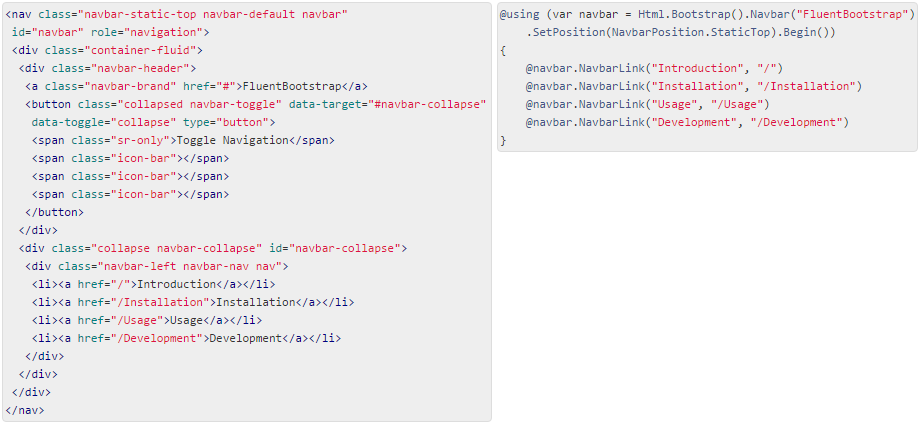 <nav class="navbar-static-top navbar-default navbar"
 id="navbar" role="navigation">
 <div class="container-fluid">
  <div class="navbar-header">
   <a class="navbar-brand" href="#">FluentBootstrap</a>
   <button class="collapsed navbar-toggle" data-target="#navbar-collapse"
    data-toggle="collapse" type="button">
    <span class="sr-only">Toggle Navigation</span>
    <span class="icon-bar"></span>
    <span class="icon-bar"></span>
    <span class="icon-bar"></span>
   </button>
  </div>
  <div class="collapse navbar-collapse" id="navbar-collapse">
   <div class="navbar-left navbar-nav nav">
    <li><a href="/">Introduction</a></li>
    <li><a href="/Installation">Installation</a></li>
    <li><a href="/Usage">Usage</a></li>
    <li><a href="/Development">Development</a></li>
   </div>
  </div>
 </div>
</nav>
@using (var navbar = Html.Bootstrap().Navbar("FluentBootstrap")
    .SetPosition(NavbarPosition.StaticTop).Begin())
{
    @navbar.NavbarLink("Introduction", "/")
    @navbar.NavbarLink("Installation", "/Installation")
    @navbar.NavbarLink("Usage", "/Usage")
    @navbar.NavbarLink("Development", "/Development")
}